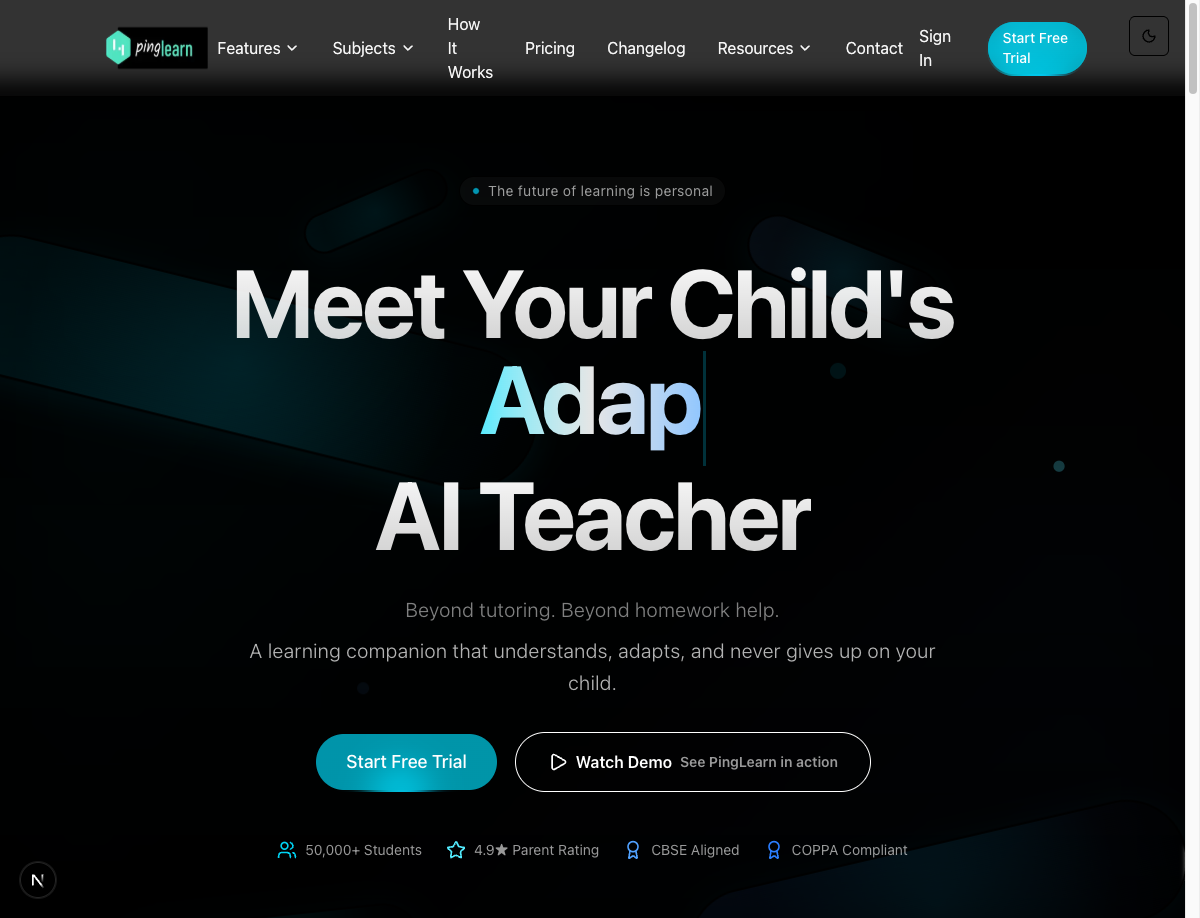 pinglearn
Features
Subjects
How
It
Works
Pricing
Changelog
Resources
Contact
Sign
In
Start Free
Trial
The future of learning is personal
Meet Your Child's
Adap
AI Teacher
Beyond tutoring. Beyond homework help.
A learning companion that understands, adapts, and never gives up on your
child.
Start Free Trial
Watch Demo See PingLearn in action
50,000+ Students
4.9★ Parent Rating
CBSE Aligned
COPPA Compliant
N